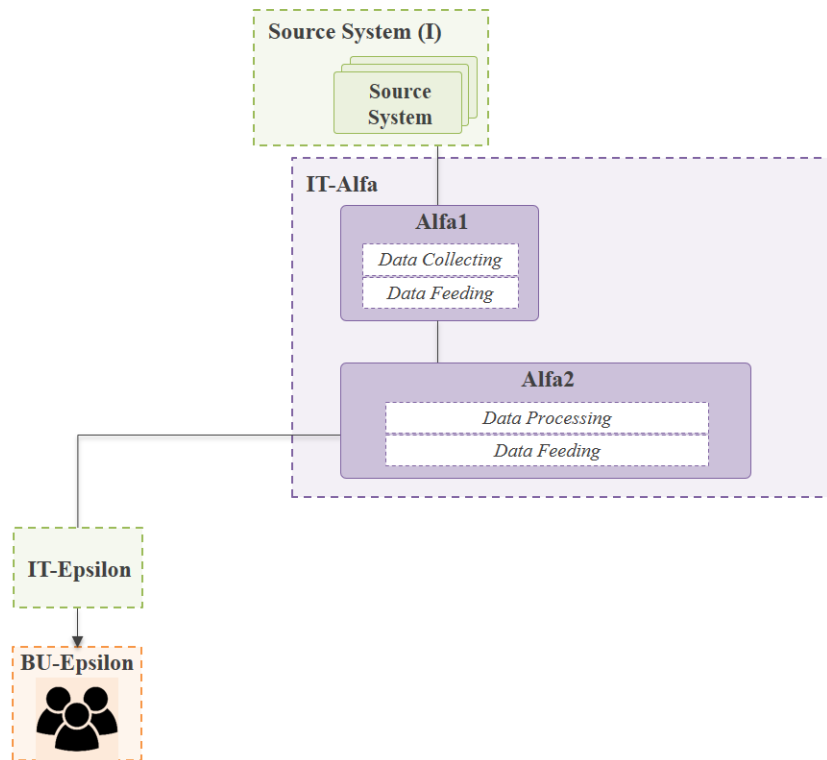 Source System (I)
Source
System
IT-Alfa
Alfa1
Data Collecting
Data Feeding
Alfa2
Data Processing
Data Feeding
IT-Epsilon
BU-Epsilon